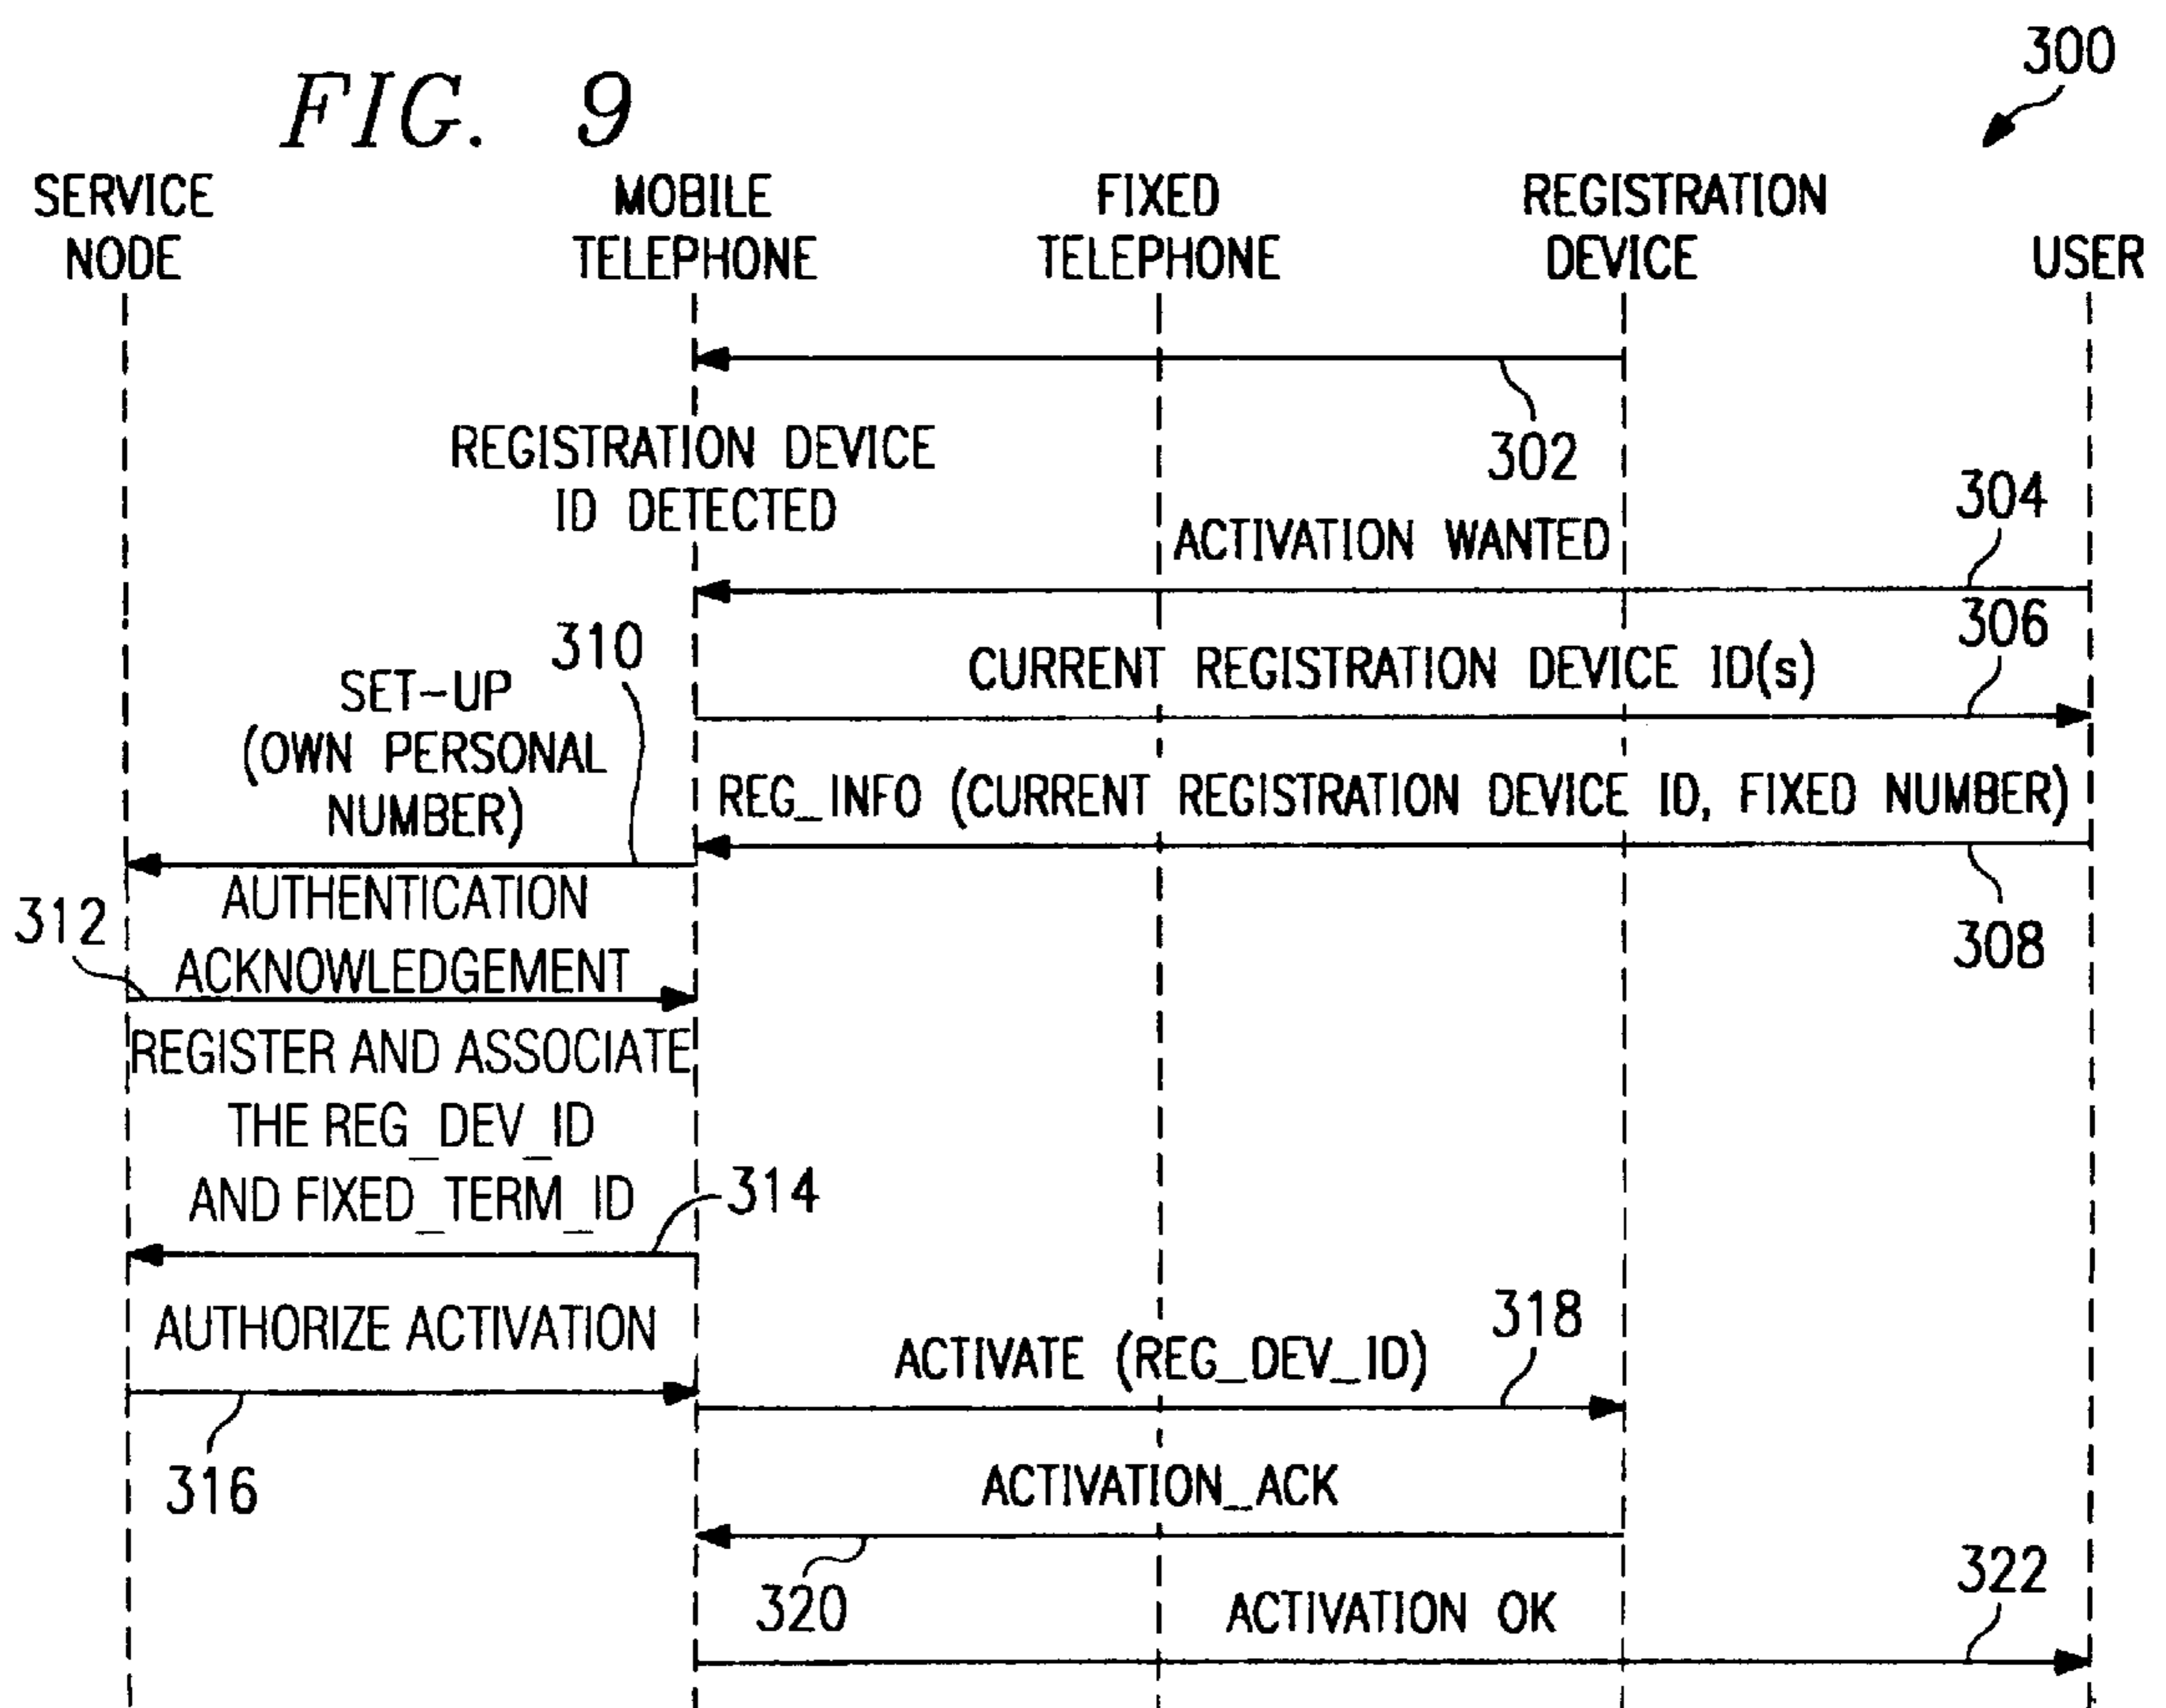 300
FIG. 9
SERVICE NODE
MOBILE TELEPHONE
FIXED TELEPHONE
REGISTRATION DEVICE
USER
302
REGISTRATION DEVICE
ID DETECTED
304
ACTIVATION WANTED
306
CURRENT REGISTRATION DEVICE ID(s)
310
SET-UP
(OWN PERSONAL
NUMBER)
REG_INFO (CURRENT REGISTRATION DEVICE ID, FIXED NUMBER)
308
312
AUTHENTICATION
ACKNOWLEDGEMENT
REGISTER AND ASSOCIATE
THE REG_DEV_ID
AND FIXED_TERM_ID
314
AUTHORIZE ACTIVATION
316
318
ACTIVATE (REG_DEV_ID)
ACTIVATION_ACK
320
322
ACTIVATION OK